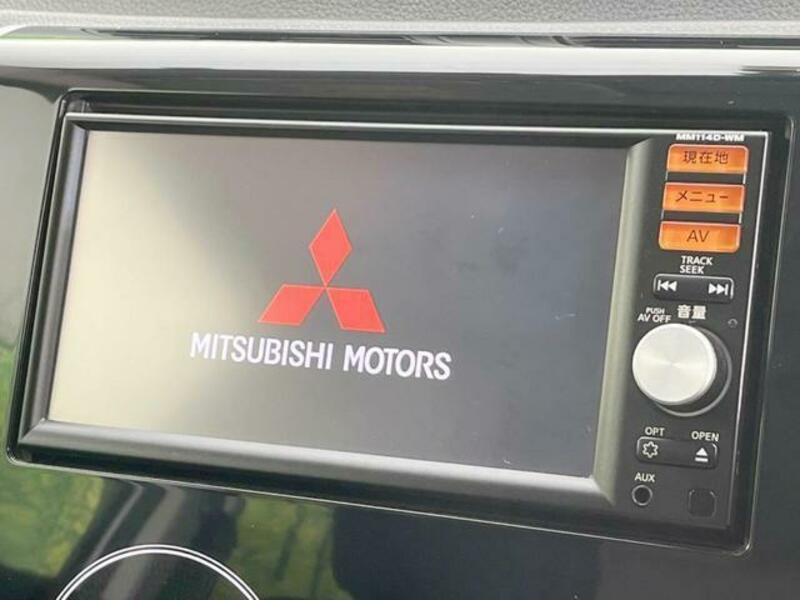 MM114D-WM
現在地
メニュー
AV
TRACK
SEEK
PUSH
AV OFF
音量
MITSUBISHI MOTORS
OPT
OPEN
AUX